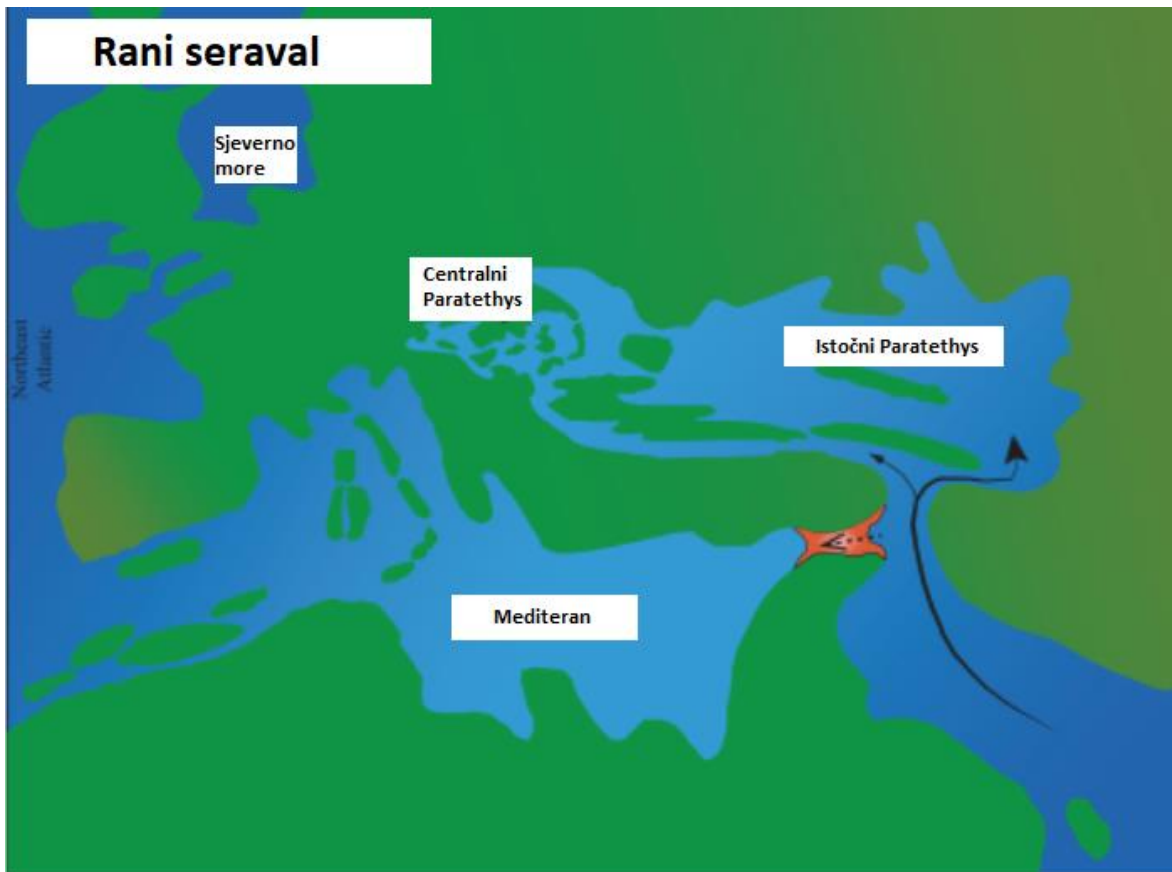 Rani seraval
Sjeverno
more
Centralni
Paratethys
Istočni Paratethys
Northeast
Atlantic
Mediteran